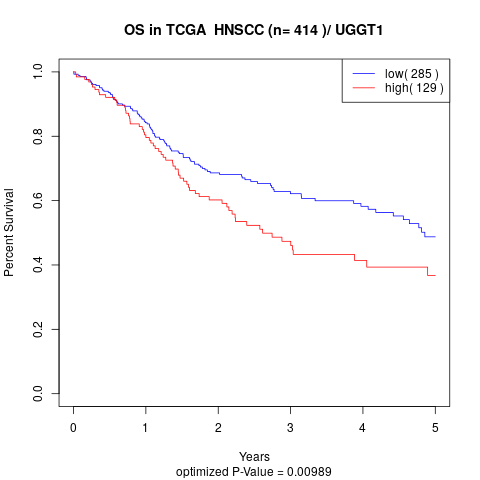 OS in TCGA  HNSCC (n= 414 )/ UGGT1
low( 285 )
high( 129 )
Percent Survival
1.0
0.8
0.6
0.4
0.2
0.0
0 1 2 3 4 5
Years
optimized P-Value = 0.00989